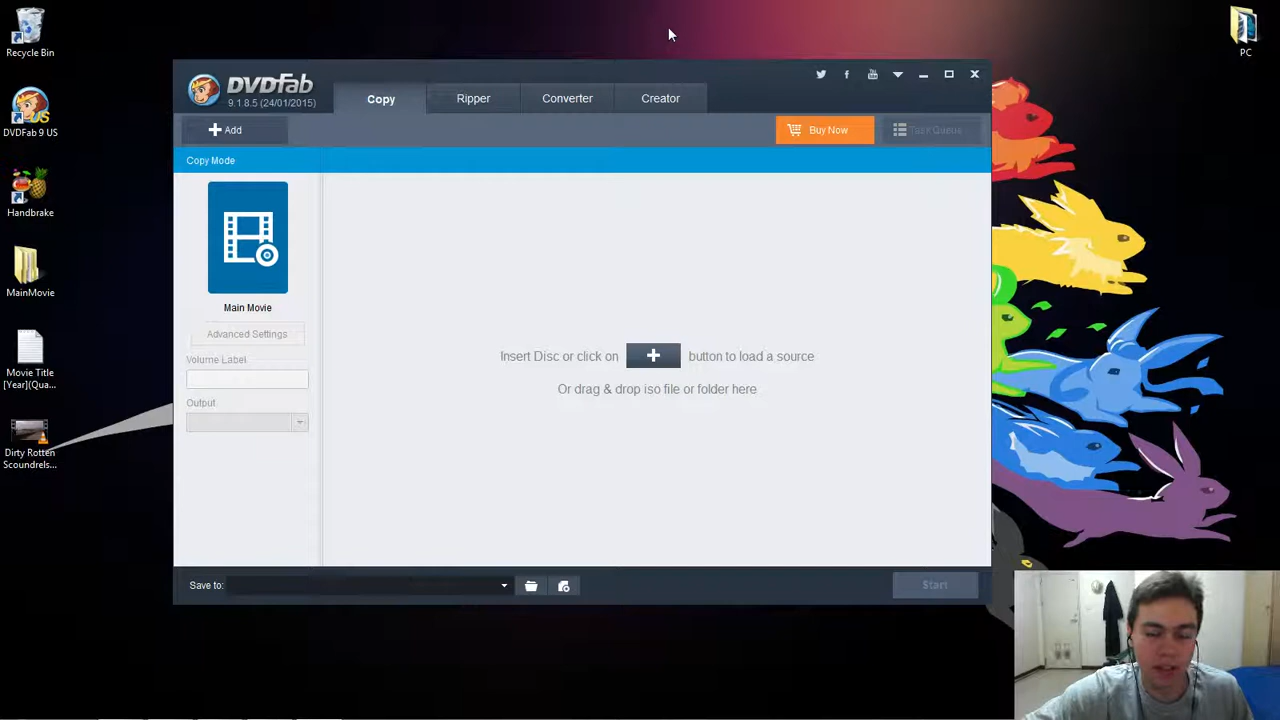 Recycle Bin
DVDFab 9 US
Handbrake
MainMovie
Movie Title
[Year](Qua...
Dirty Rotten
Scoundrels...
PC
DVDFab
9.1.8.5 (24/01/2015)
Copy
Ripper
Converter
Creator
Add
Buy Now
Task Queue
Copy Mode
Main Movie
Advanced Settings
Volume Label
Output
Insert Disc or click on button to load a source
Or drag & drop iso file or folder here
Save to:
Start